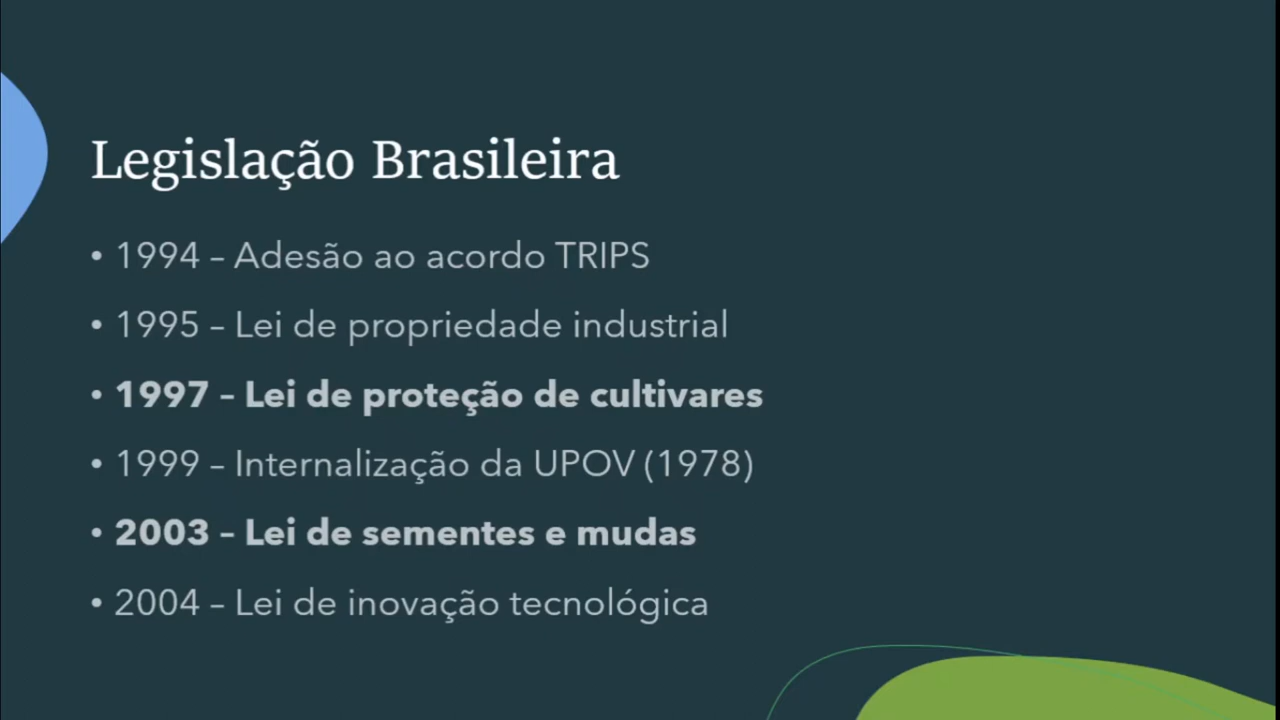 Legislação Brasileira
• 1994 – Adesão ao acordo TRIPS
• 1995 – Lei de propriedade industrial
• 1997 – Lei de proteção de cultivares
• 1999 – Internalização da UPOV (1978)
• 2003 – Lei de sementes e mudas
• 2004 – Lei de inovação tecnológica